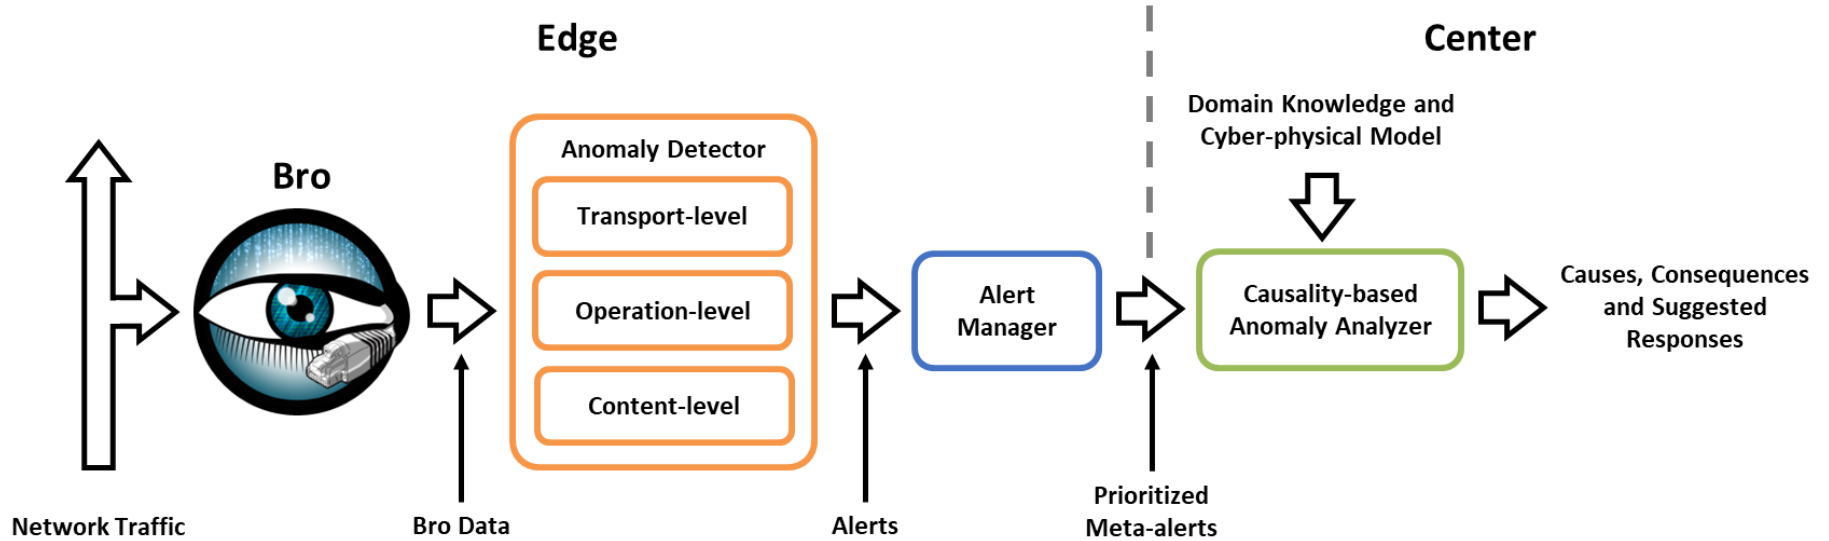 Edge
Center
Domain Knowledge and
Cyber-physical Model
Bro
Anomaly Detector
Transport-level
Operation-level
Content-level
Alert
Manager
Causality-based
Anomaly Analyzer
Causes, Consequences
and Suggested
Responses
Network Traffic
Bro Data
Alerts
Prioritized
Meta-alerts